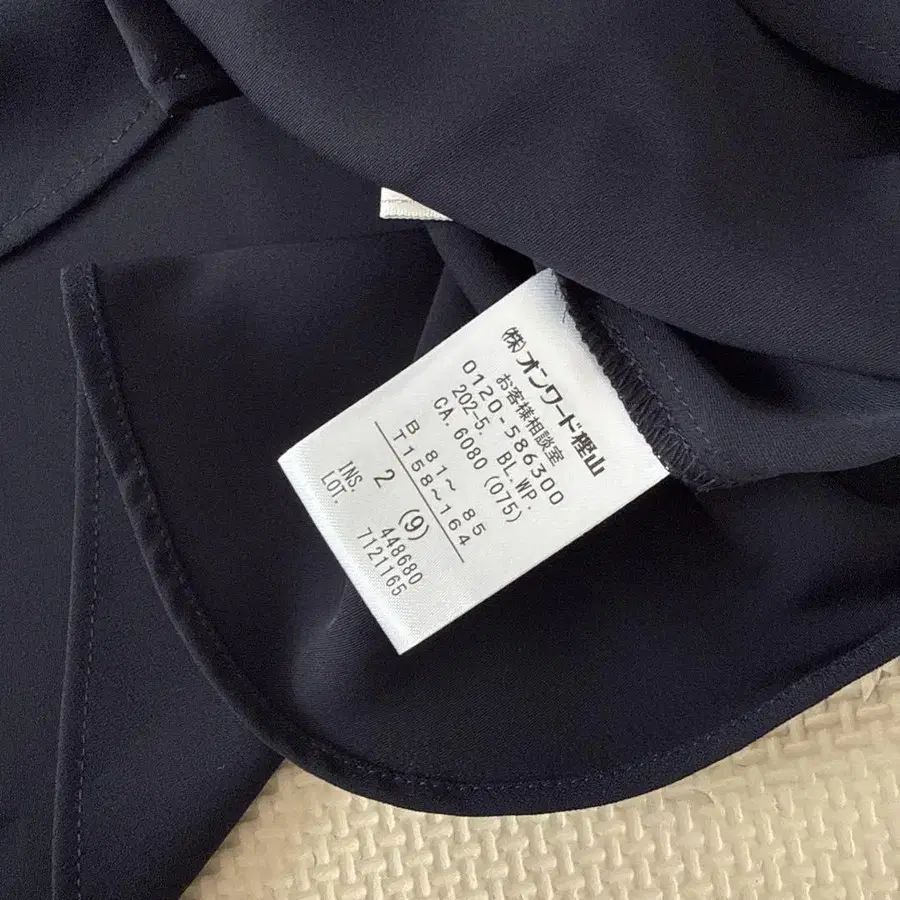 (株)オンワード樫山
お客様相談室
0120-586300
202-5. BL.WP.
CA. 6080 (075)
B 81~ 85
T158~164
2 (9)
INS. 448680
LOT. 7121165